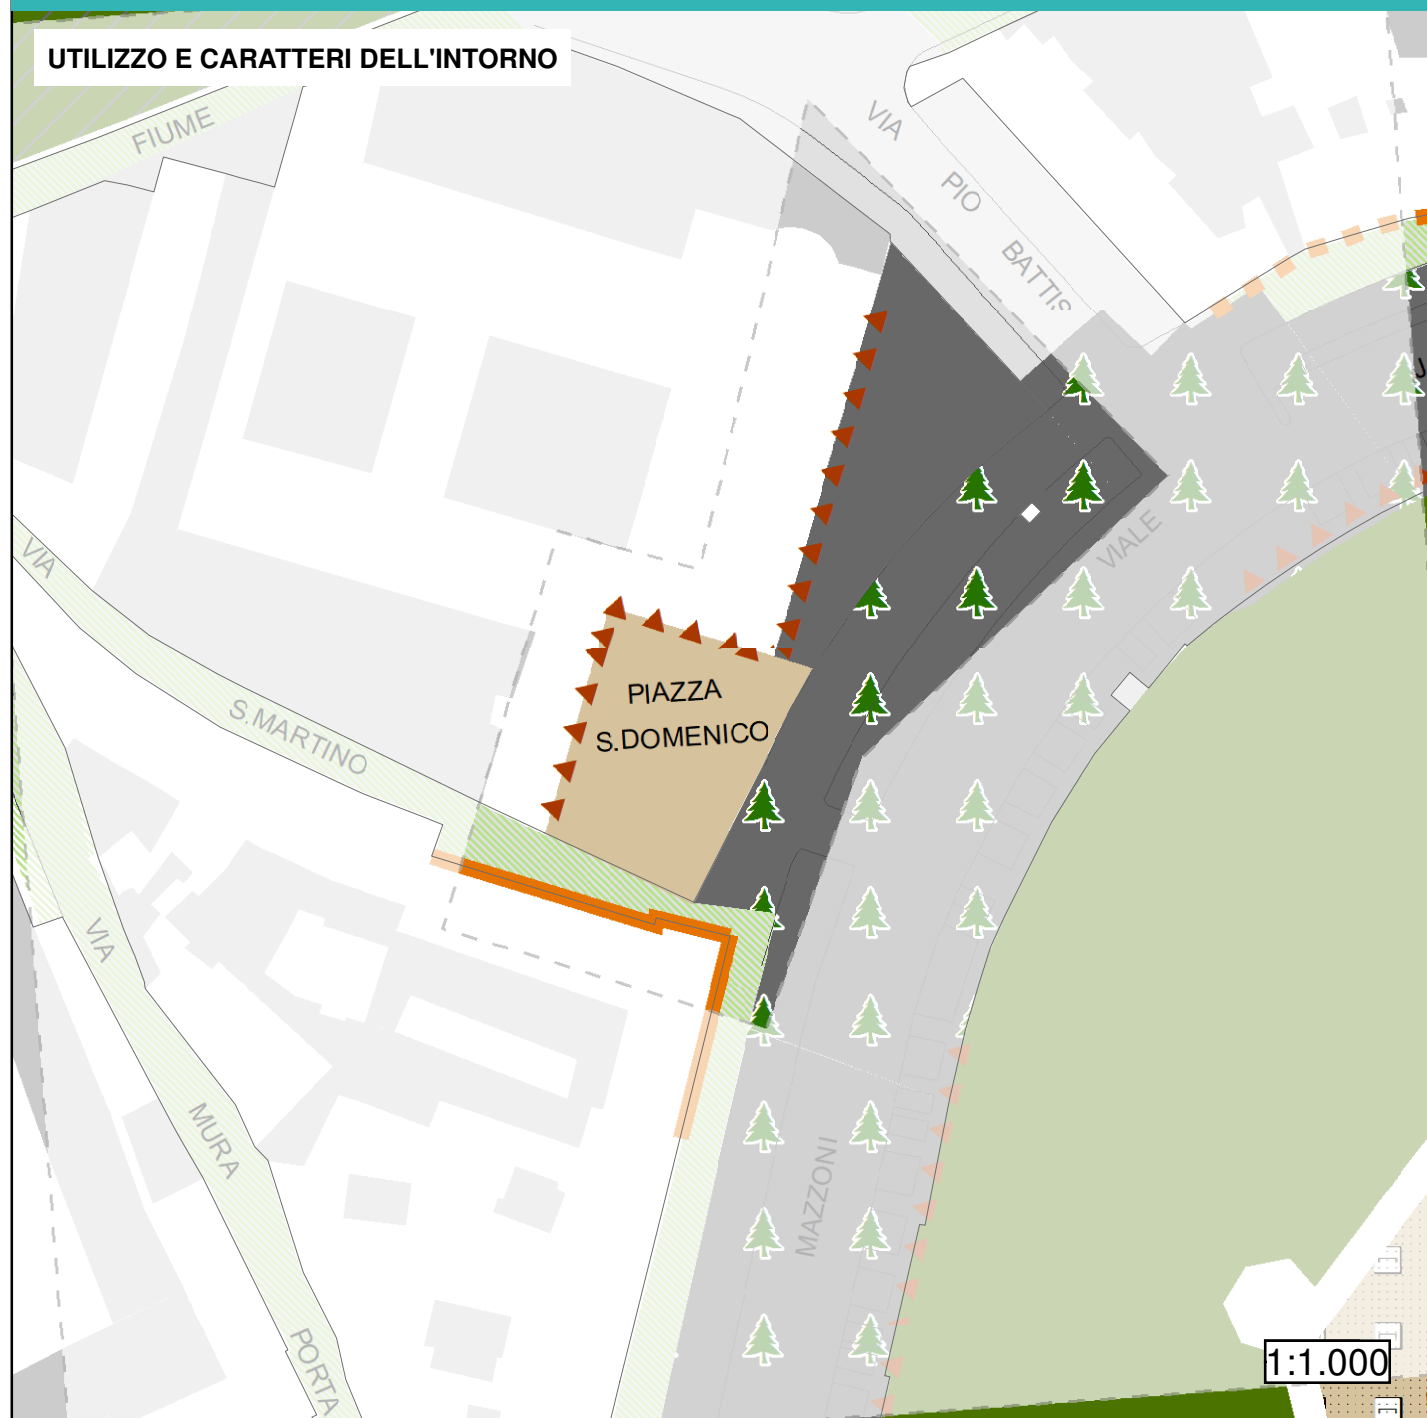 UTILIZZO E CARATTERI DELL'INTORNO
FIUME
VIA
PIO
BATTIS
VIALE
VIA
S.MARTINO
PIAZZA
S.DOMENICO
VIA
MURA
PORTA
MAZZONI
1:1.000